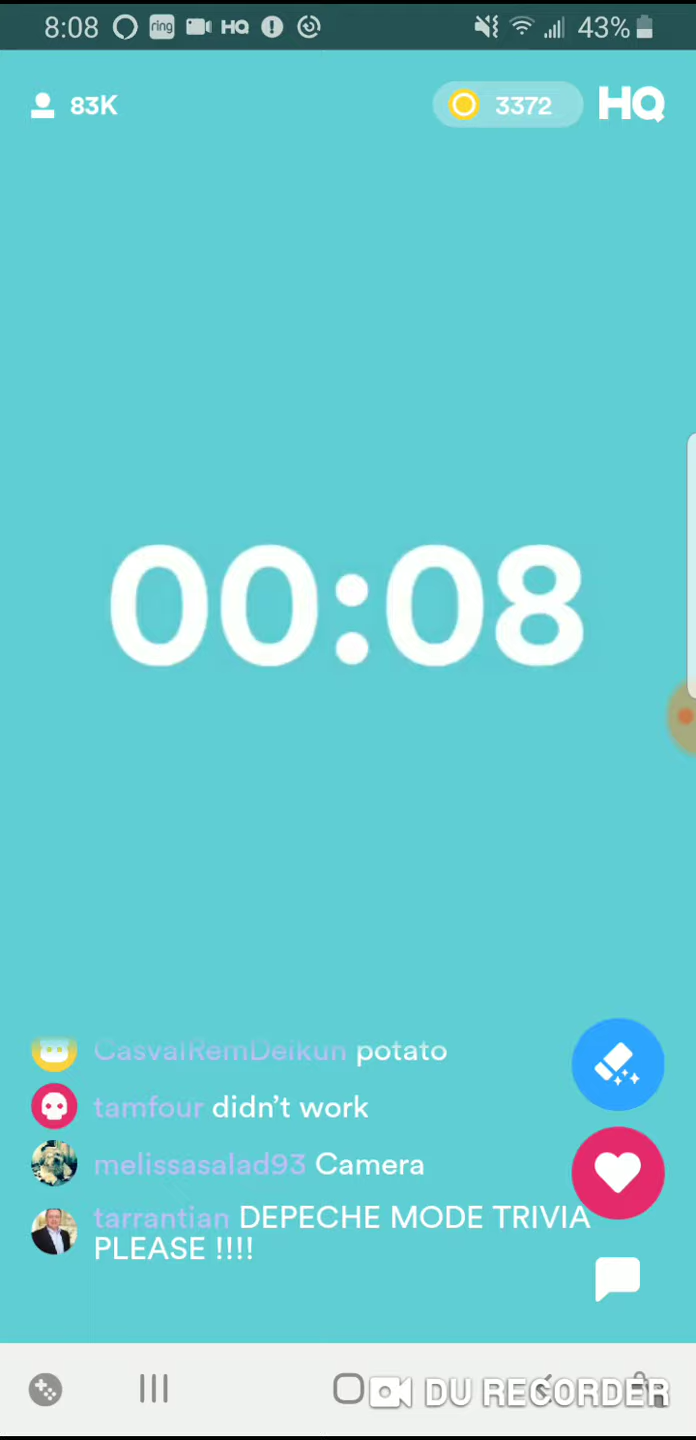 8:08 ring HQ 43%
83K 3372 HQ
00:08
CasvalRemDeikun potato
tamfour didn't work
melissasalad93 Camera
tarrantian DEPECHE MODE TRIVIA
PLEASE !!!!
DU RECORDER